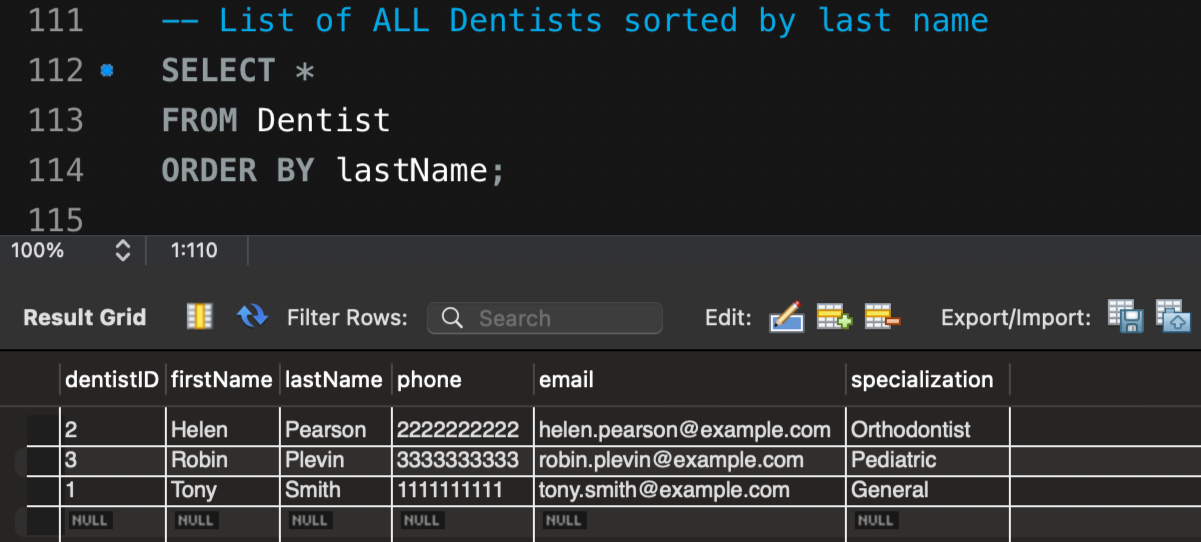 111 -- List of ALL Dentists sorted by last name
112 SELECT *
113 FROM Dentist
114 ORDER BY lastName;
115
100% 1:110
Result Grid Filter Rows: Search Edit: Export/Import:
dentistID firstName lastName phone email specialization
2 Helen Pearson 2222222222 helen.pearson@example.com Orthodontist
3 Robin Plevin 3333333333 robin.plevin@example.com Pediatric
1 Tony Smith 1111111111 tony.smith@example.com General
NULL NULL NULL NULL NULL NULL